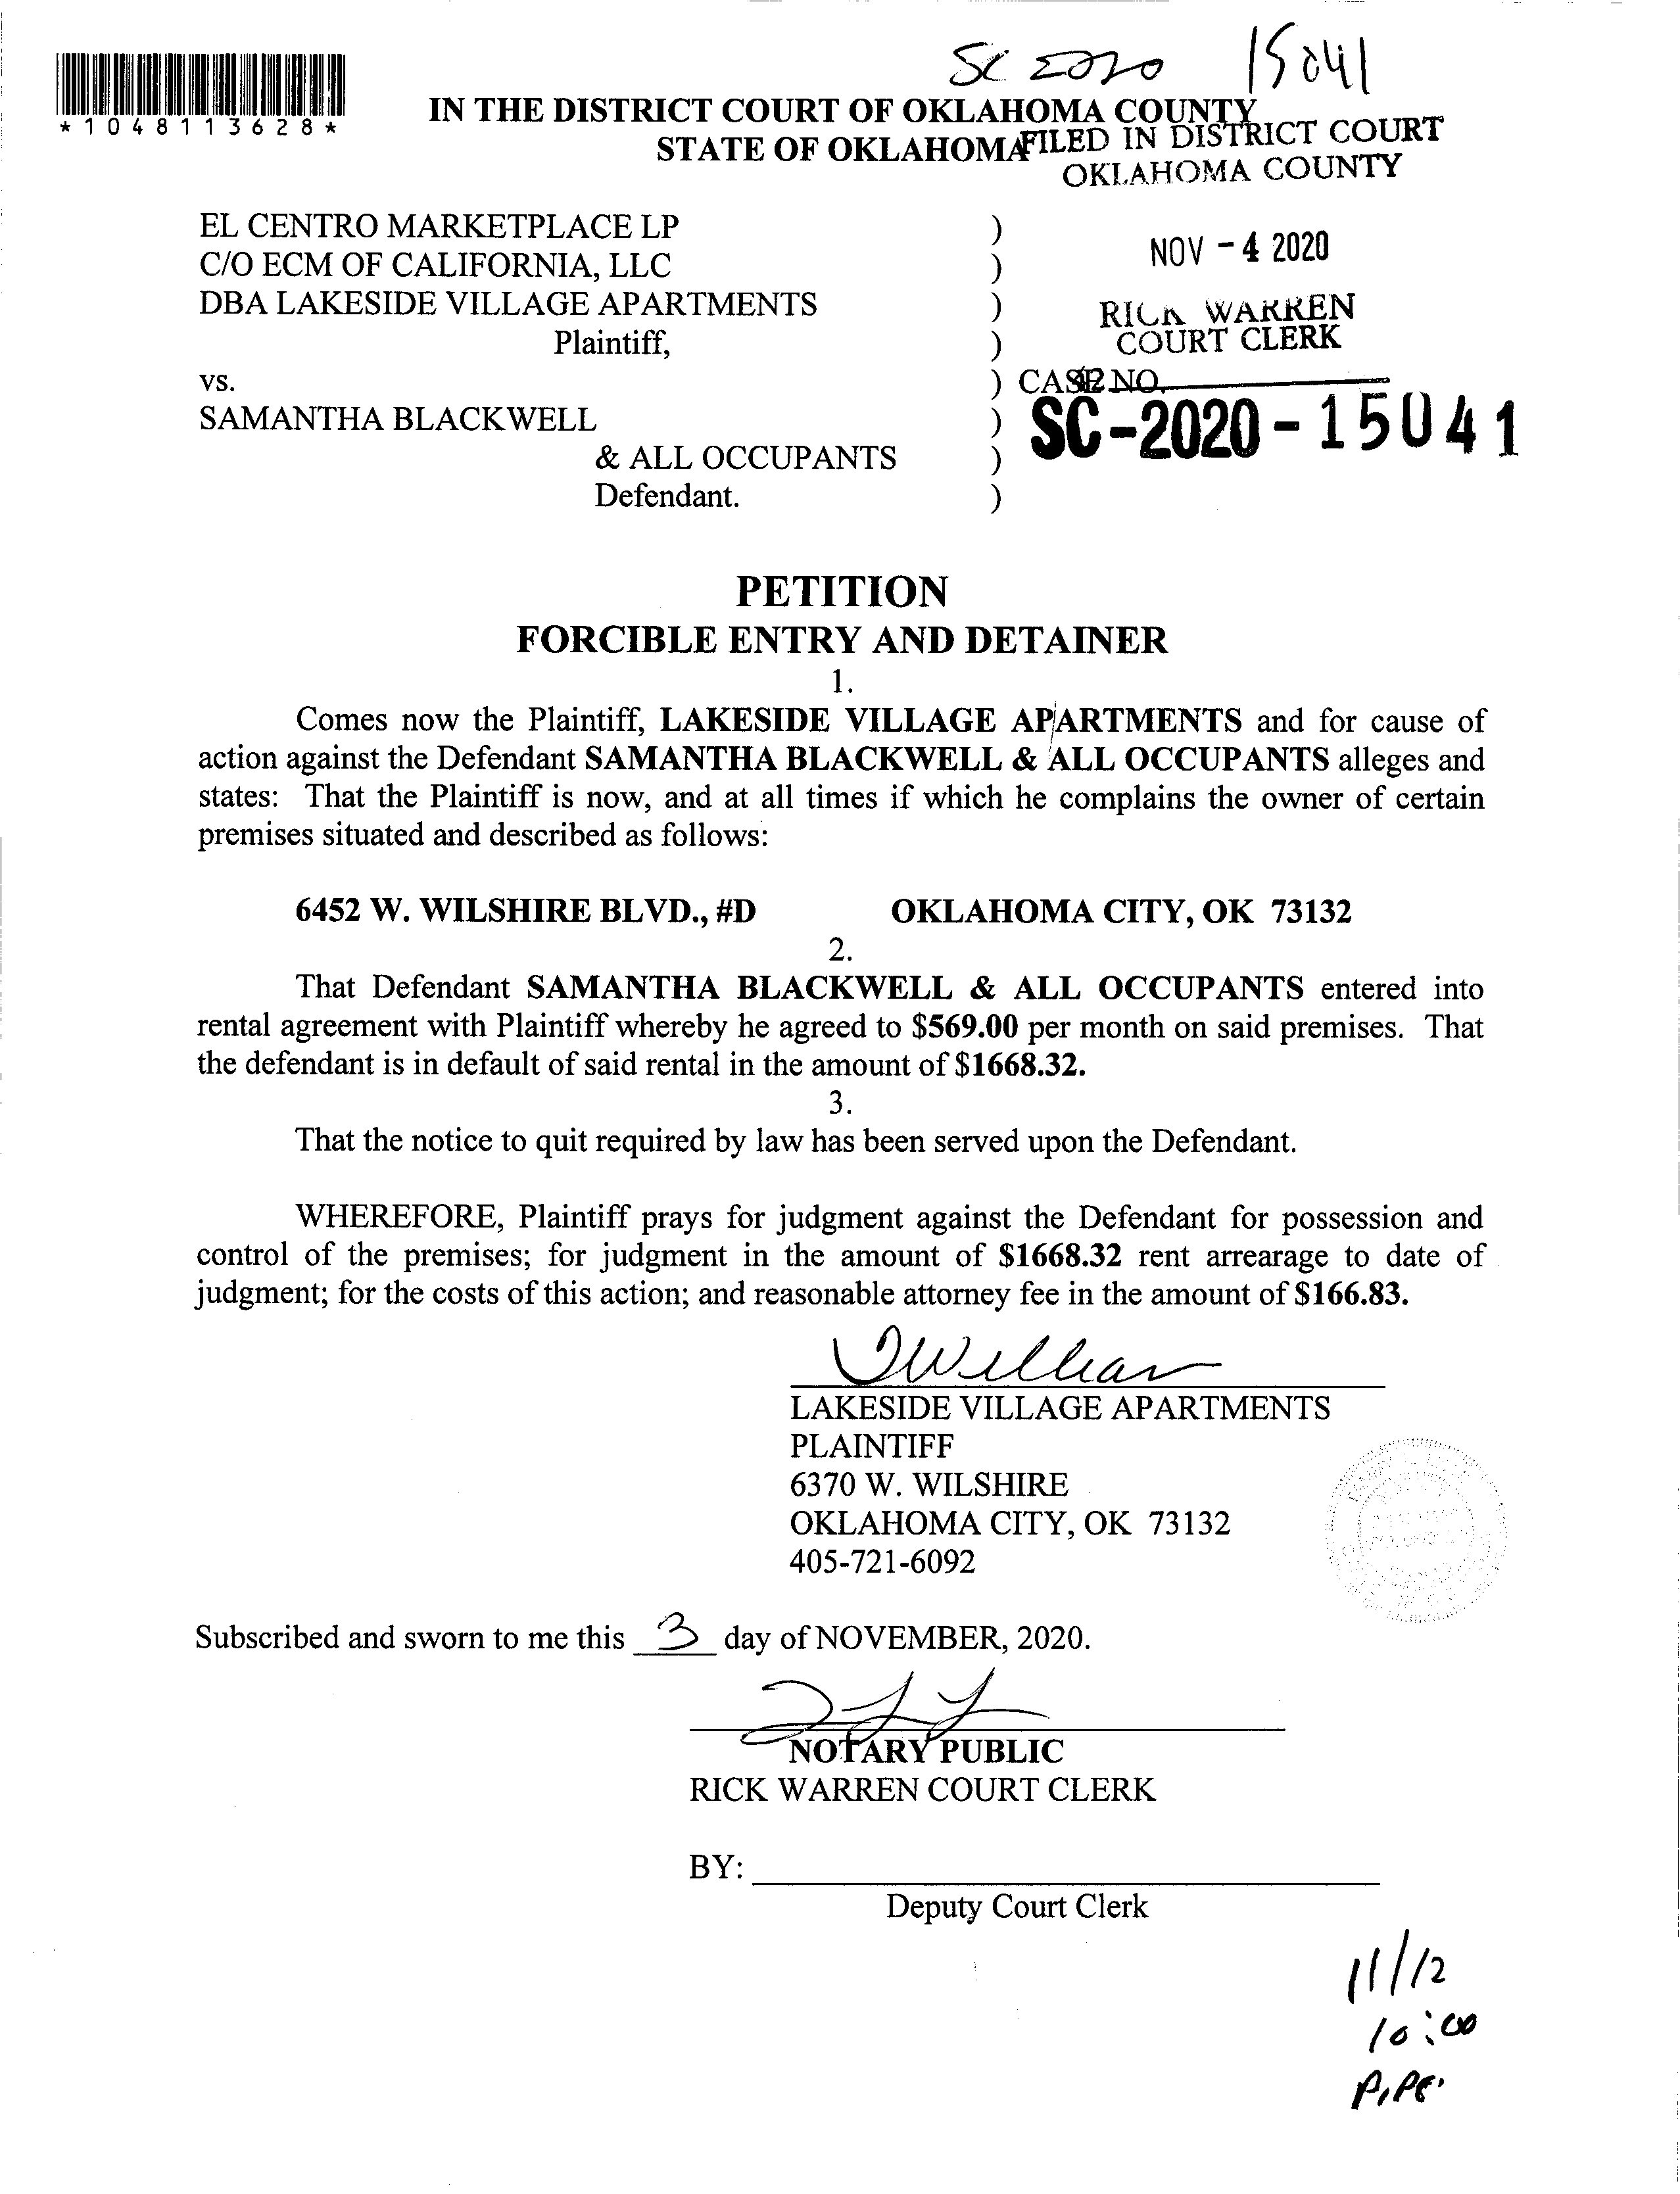 SC 2020 15041
*1048113628*
IN THE DISTRICT COURT OF OKLAHOMA COUNTY
STATE OF OKLAHOMA
FILED IN DISTRICT COURT
OKLAHOMA COUNTY
EL CENTRO MARKETPLACE LP )
C/O ECM OF CALIFORNIA, LLC )
NOV - 4 2020
DBA LAKESIDE VILLAGE APARTMENTS )
RICK WARREN
Plaintiff, )
COURT CLERK
vs. ) CASE NO.
SAMANTHA BLACKWELL )
SC-2020-15041
& ALL OCCUPANTS )
Defendant. )
PETITION
FORCIBLE ENTRY AND DETAINER
1.
Comes now the Plaintiff, LAKESIDE VILLAGE APARTMENTS and for cause of
action against the Defendant SAMANTHA BLACKWELL & ALL OCCUPANTS alleges and
states: That the Plaintiff is now, and at all times if which he complains the owner of certain
premises situated and described as follows:
6452 W. WILSHIRE BLVD., #D OKLAHOMA CITY, OK 73132
2.
That Defendant SAMANTHA BLACKWELL & ALL OCCUPANTS entered into
rental agreement with Plaintiff whereby he agreed to $569.00 per month on said premises. That
the defendant is in default of said rental in the amount of $1668.32.
3.
That the notice to quit required by law has been served upon the Defendant.
WHEREFORE, Plaintiff prays for judgment against the Defendant for possession and
control of the premises; for judgment in the amount of $1668.32 rent arrearage to date of
judgment; for the costs of this action; and reasonable attorney fee in the amount of $166.83.
LAKESIDE VILLAGE APARTMENTS
PLAINTIFF
6370 W. WILSHIRE
OKLAHOMA CITY, OK 73132
405-721-6092
Subscribed and sworn to me this 3 day of NOVEMBER, 2020.
NOTARY PUBLIC
RICK WARREN COURT CLERK
BY:
Deputy Court Clerk
11/12
10:00